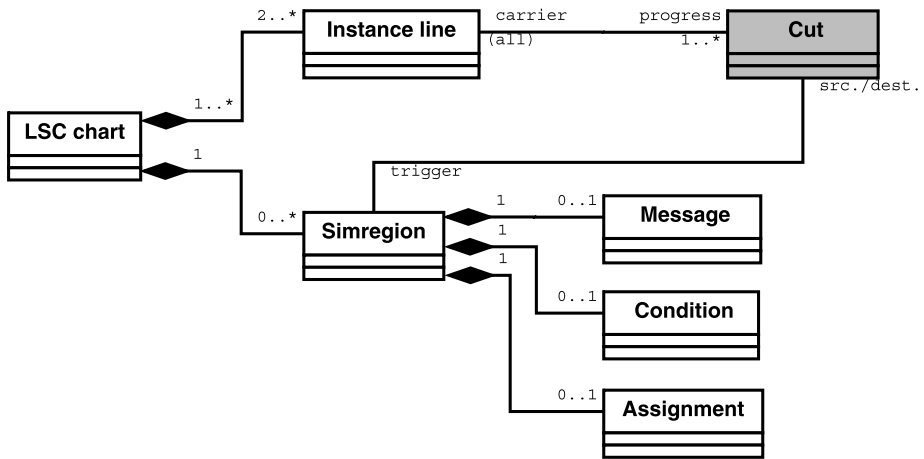 2..*
Instance line
carrier
(all)
progress
1..*
Cut
src./dest.
1..*
LSC chart
1
trigger
0..*
Simregion
1
0..1
Message
1
1
0..1
Condition
0..1
Assignment